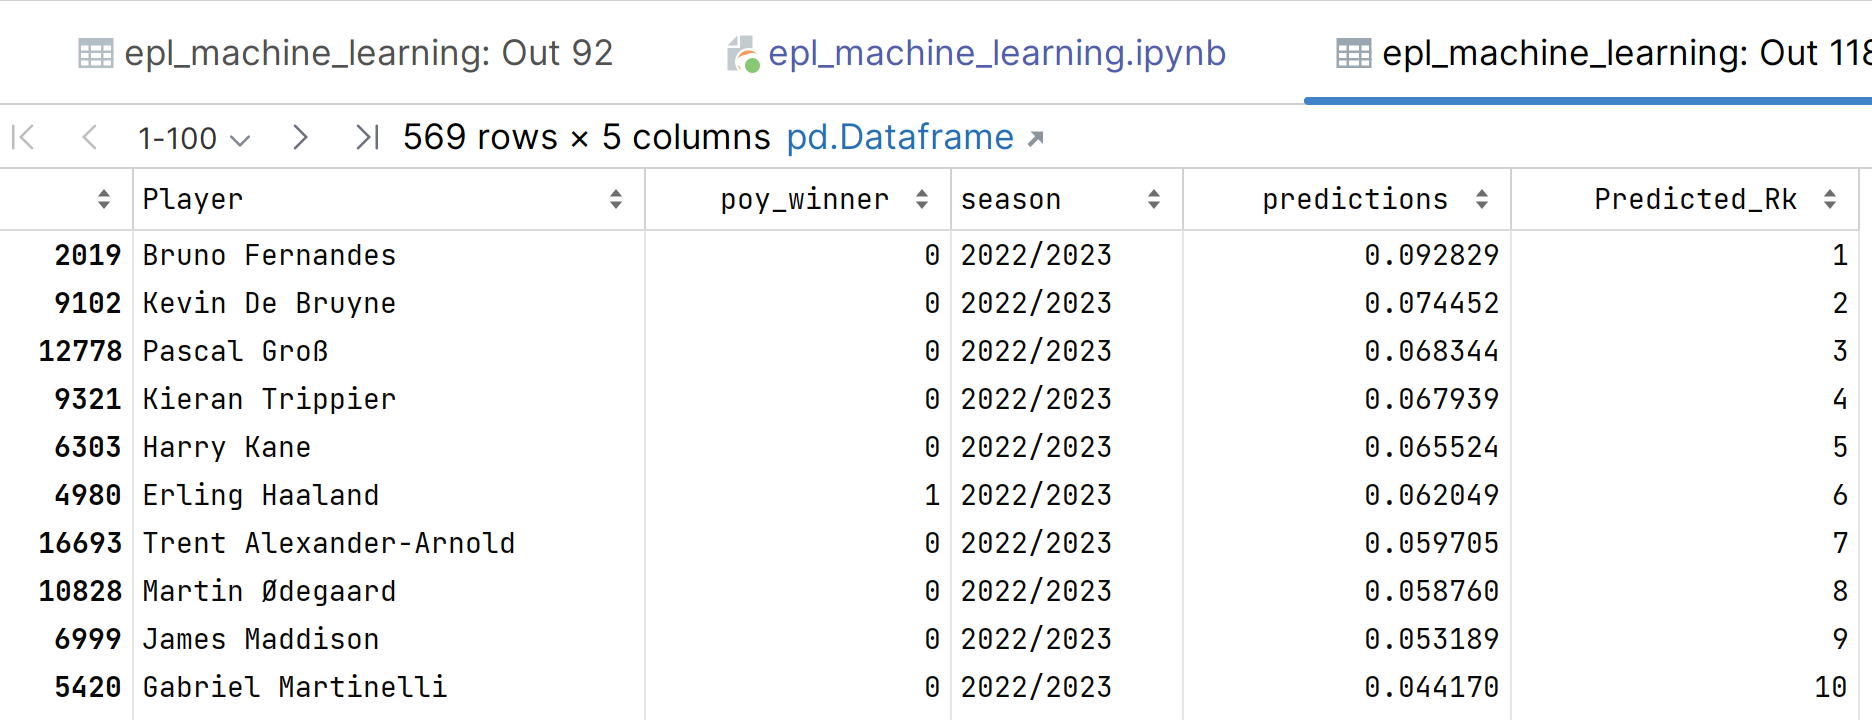 epl_machine_learning: Out 92 epl_machine_learning.ipynb epl_machine_learning: Out 118
1-100 569 rows × 5 columns pd.Dataframe
Player poy_winner season predictions Predicted_Rk
2019 Bruno Fernandes 0 2022/2023 0.092829 1
9102 Kevin De Bruyne 0 2022/2023 0.074452 2
12778 Pascal Groß 0 2022/2023 0.068344 3
9321 Kieran Trippier 0 2022/2023 0.067939 4
6303 Harry Kane 0 2022/2023 0.065524 5
4980 Erling Haaland 1 2022/2023 0.062049 6
16693 Trent Alexander-Arnold 0 2022/2023 0.059705 7
10828 Martin Ødegaard 0 2022/2023 0.058760 8
6999 James Maddison 0 2022/2023 0.053189 9
5420 Gabriel Martinelli 0 2022/2023 0.044170 10